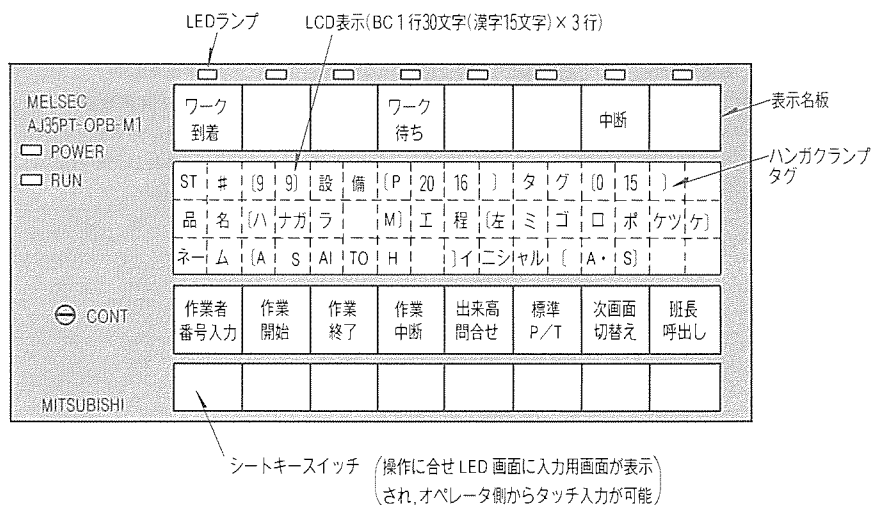 LEDランプ LCD表示(BC 1行30文字(漢字15文字)×3行)
MELSEC
AJ35PT-OPB-M1
POWER
RUN
CONT
MITSUBISHI
ワーク到着 ワーク待ち 中断
表示名板
ST # 〔9 9〕 設 備 〔P 20 16 〕 タ グ 〔0 15 〕
ハンガクランプ
タグ
品 名 〔ハ ナガ ラ M〕 工 程 〔左 ミ ゴ ロ ポ ケツ ケ〕
ネー ム 〔A S AI TO H 〕イ ニシ ャル 〔 A・ S〕
作業者 作業 作業 作業 出来高 標準 次画面 班長
番号入力 開始 終了 中断 問合せ P/T 切替え 呼出し
シートキースイッチ (操作に合せ LED 画面に入力用画面が表示
され,オペレータ側からタッチ入力が可能)